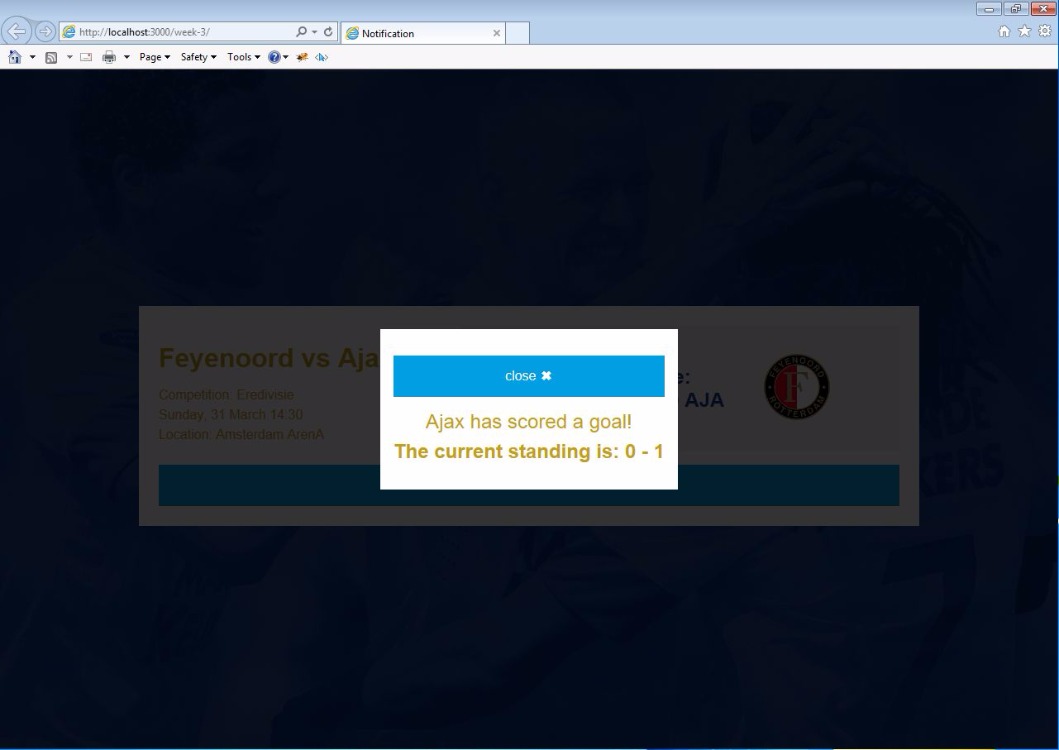 http://localhost:3000/week-3/
Notification
Page
Safety
Tools
Feyenoord vs Aja
Competition: Eredivisie
Sunday, 31 March 14:30
Location: Amsterdam ArenA
close ✖
Ajax has scored a goal!
The current standing is: 0 - 1
e:
AJA
FEYENOORD
F
ROTTERDAM